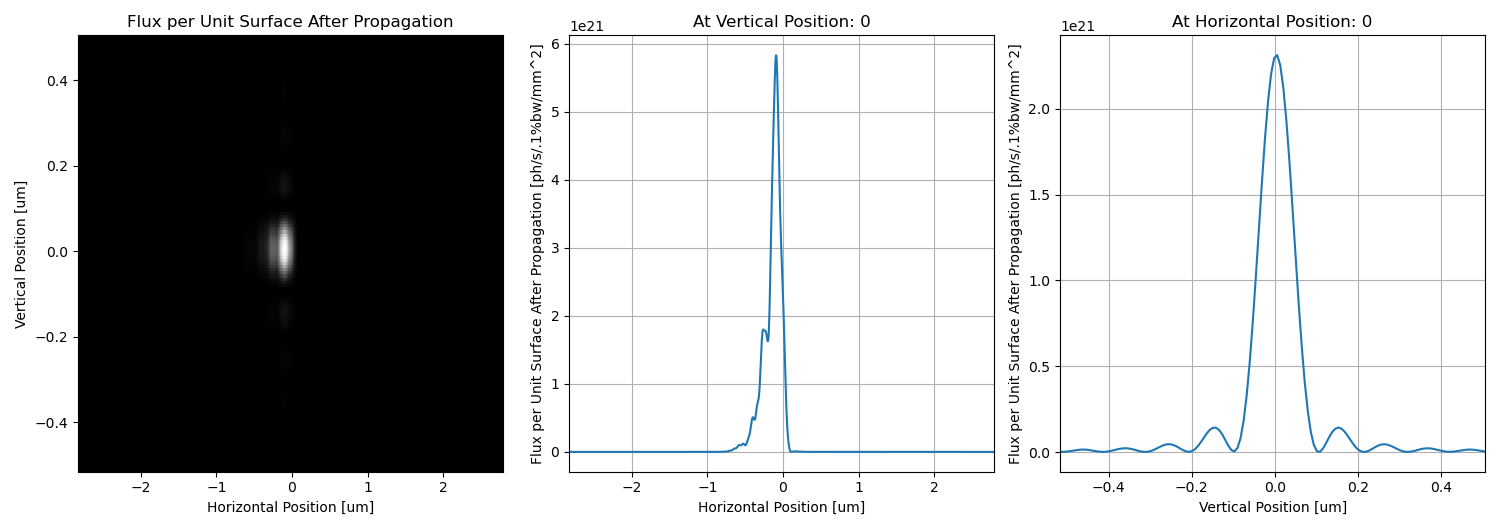 Flux per Unit Surface After Propagation
Vertical Position [um]
0.4
0.2
0.0
−0.2
−0.4
−2
−1
0
1
2
Horizontal Position [um]
At Vertical Position: 0
1e21
Flux per Unit Surface After Propagation [ph/s/.1%bw/mm^2]
6
5
4
3
2
1
0
−2
−1
0
1
2
Horizontal Position [um]
At Horizontal Position: 0
1e21
Flux per Unit Surface After Propagation [ph/s/.1%bw/mm^2]
2.0
1.5
1.0
0.5
0.0
−0.4
−0.2
0.0
0.2
0.4
Vertical Position [um]